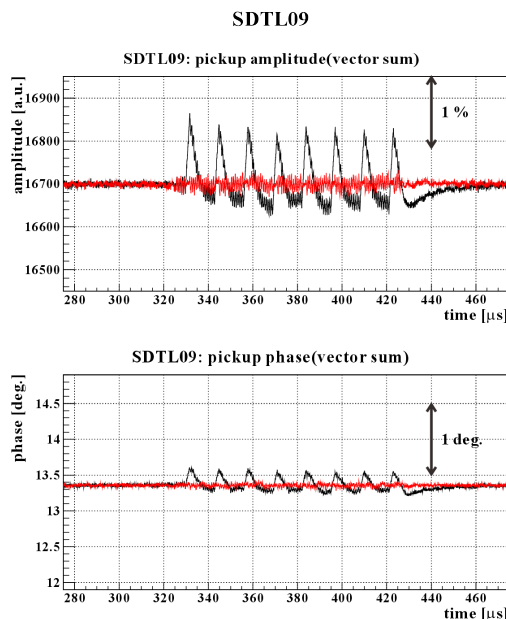 SDTL09
SDTL09: pickup amplitude(vector sum)
amplitude [a.u.]
16900
16800
16700
16600
16500
1 %
280 300 320 340 360 380 400 420 440 460
time [μs]
SDTL09: pickup phase(vector sum)
phase [deg.]
14.5
14
13.5
13
12.5
12
1 deg.
280 300 320 340 360 380 400 420 440 460
time [μs]